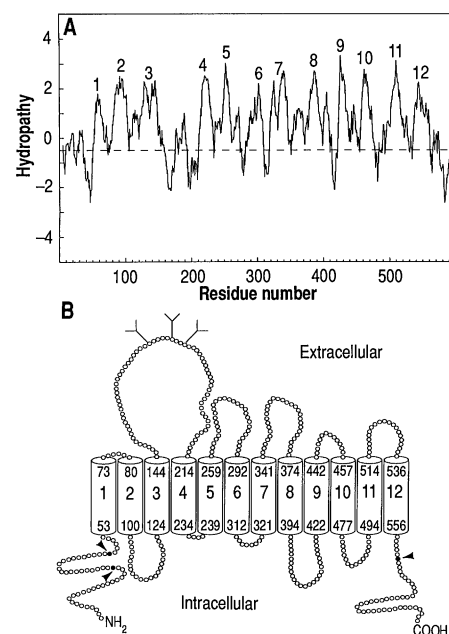 A
4
2
0
−2
−4
Hydropathy
1 2 3 4 5 6 7 8 9 10 11 12
100 200 300 400 500
Residue number
B
Extracellular
73 80 144 214 259 292 341 374 442 457 514 536
1 2 3 4 5 6 7 8 9 10 11 12
53 100 124 234 239 312 321 394 422 477 494 556
Intracellular
NH2
COOH